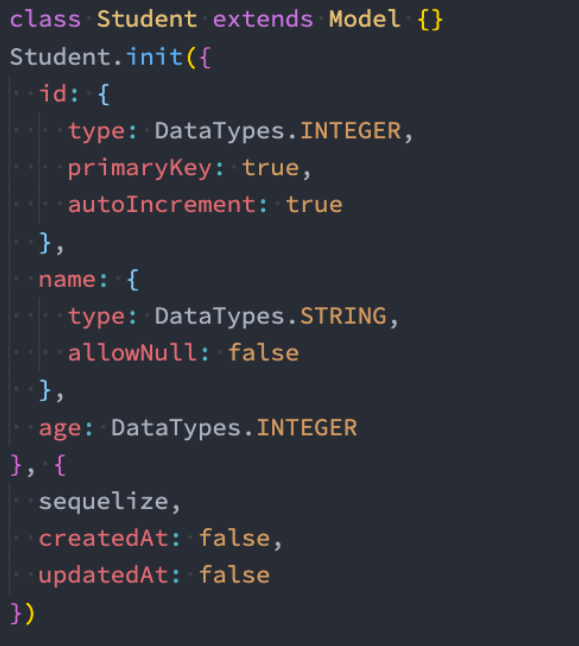 class Student extends Model {}
Student.init({
  id: {
    type: DataTypes.INTEGER,
    primaryKey: true,
    autoIncrement: true
  },
  name: {
    type: DataTypes.STRING,
    allowNull: false
  },
  age: DataTypes.INTEGER
}, {
  sequelize,
  createdAt: false,
  updatedAt: false
})